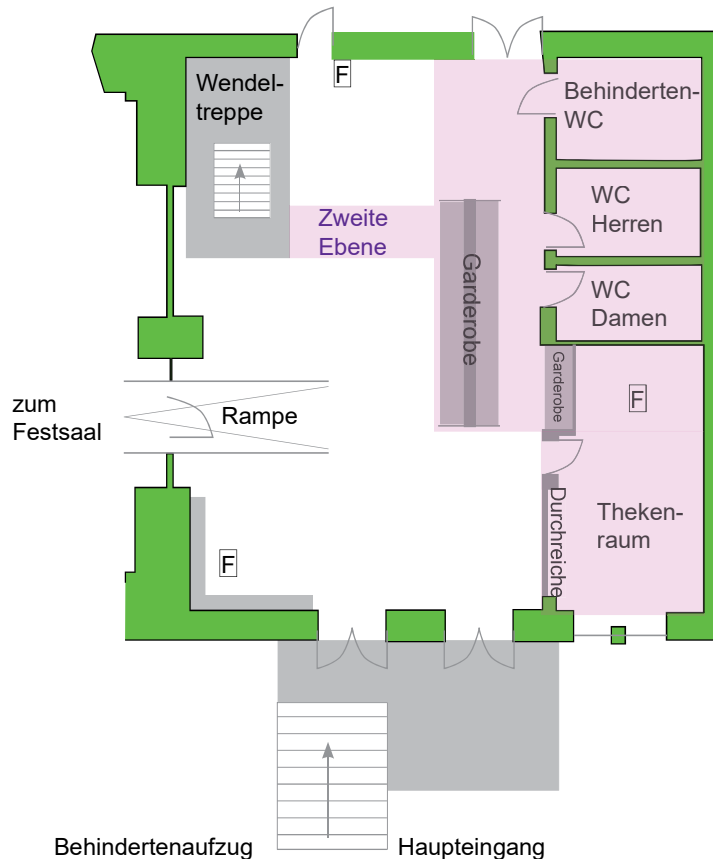 F
Wendel-
treppe
Behinderten-
WC
WC
Herren
Zweite
Ebene
Garderobe
WC
Damen
Garderobe
F
zum
Festsaal
Rampe
Durchreiche
Theken-
raum
F
Behindertenaufzug
Haupteingang